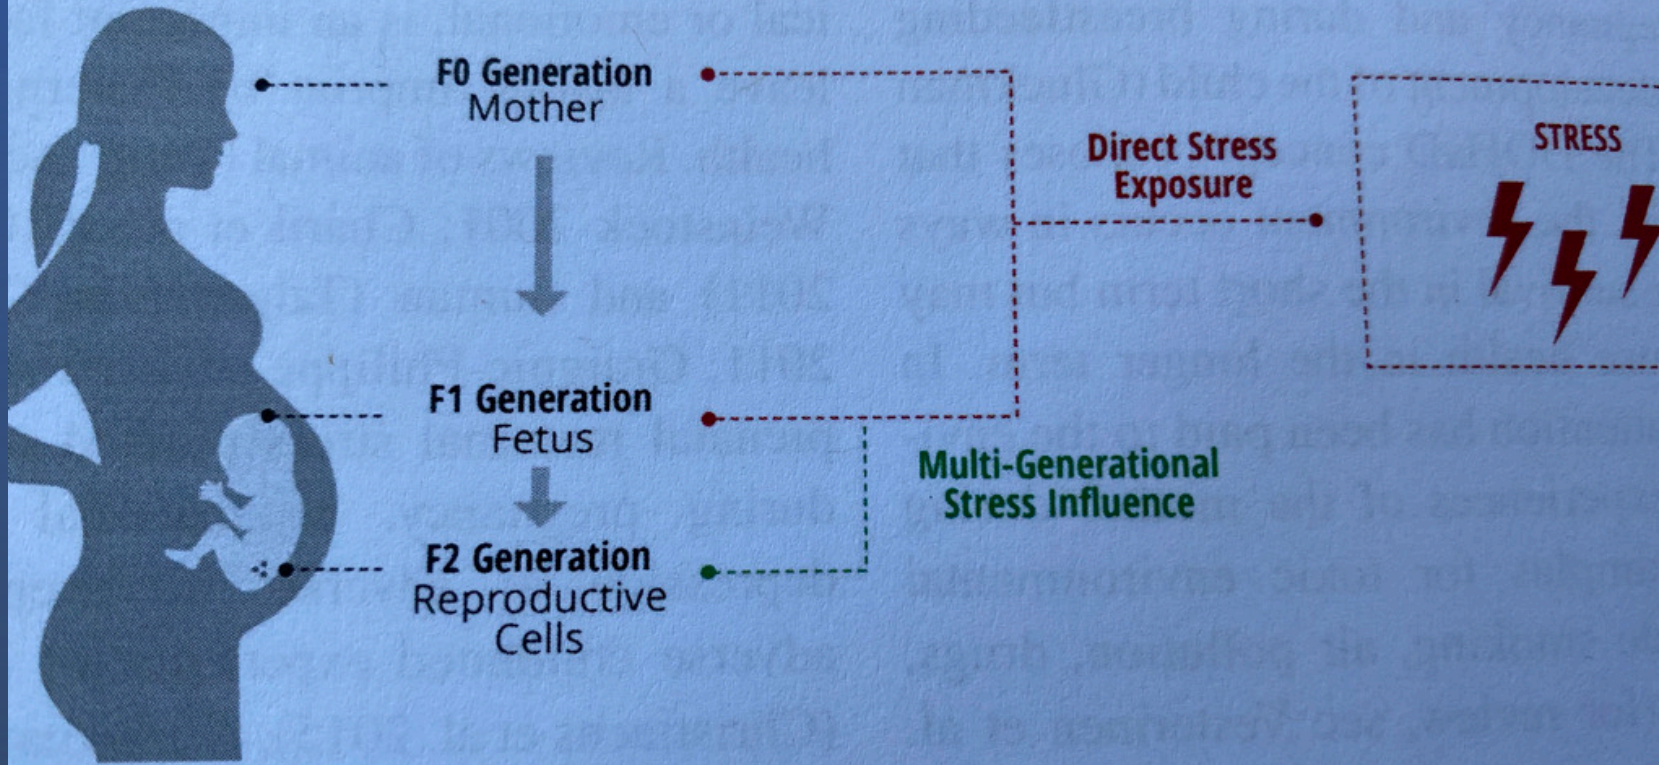 F0 Generation
Mother
Direct Stress
Exposure
STRESS
F1 Generation
Fetus
Multi-Generational
Stress Influence
F2 Generation
Reproductive
Cells